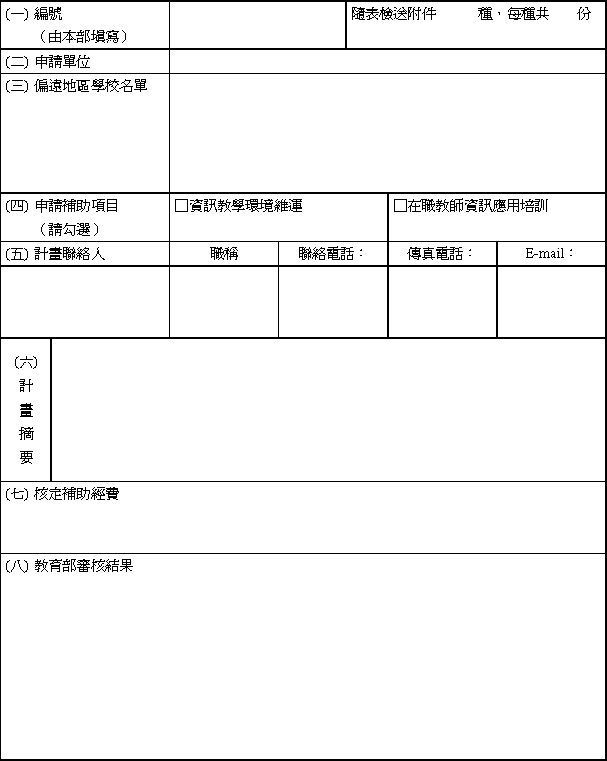 (一) 編號 隨表檢送附件 種，每種共 份
（由本部填寫）
(二) 申請單位
(三) 偏遠地區學校名單
(四) 申請補助項目 □資訊教學環境維運 □在職教師資訊應用培訓
（請勾選）
(五) 計畫聯絡人 職稱 聯絡電話： 傳真電話： E-mail：
(六)
計
畫
摘
要
(七) 核定補助經費
(八) 教育部審核結果